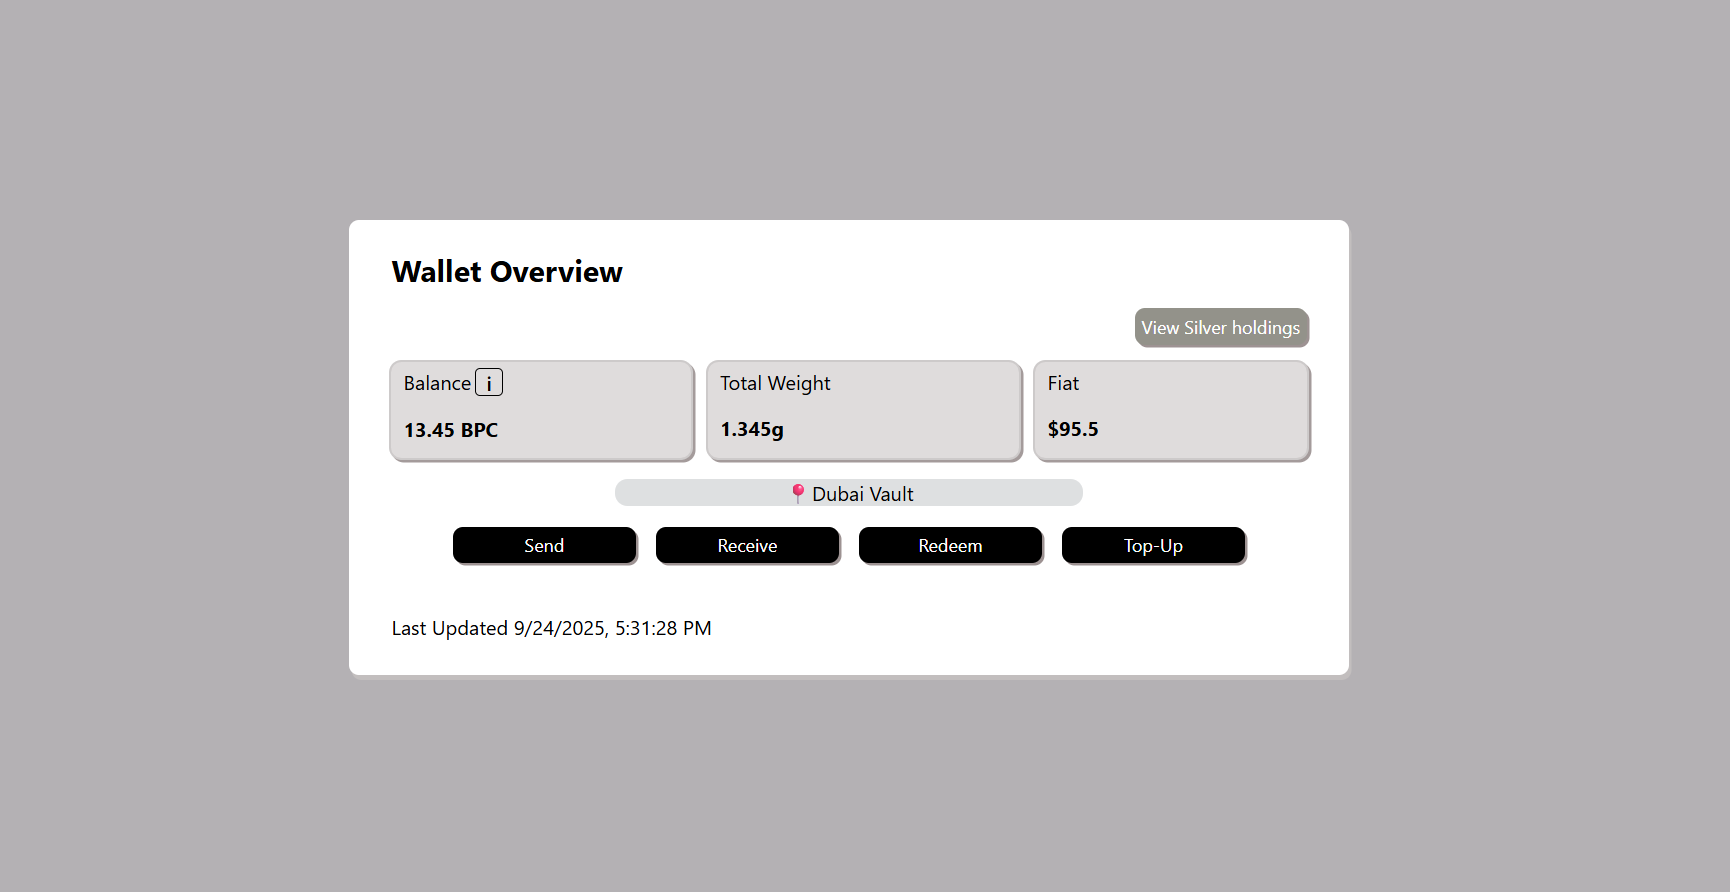 Wallet Overview
View Silver holdings
Balance i
13.45 BPC
Total Weight
1.345g
Fiat
$95.5
Dubai Vault
Send
Receive
Redeem
Top-Up
Last Updated 9/24/2025, 5:31:28 PM